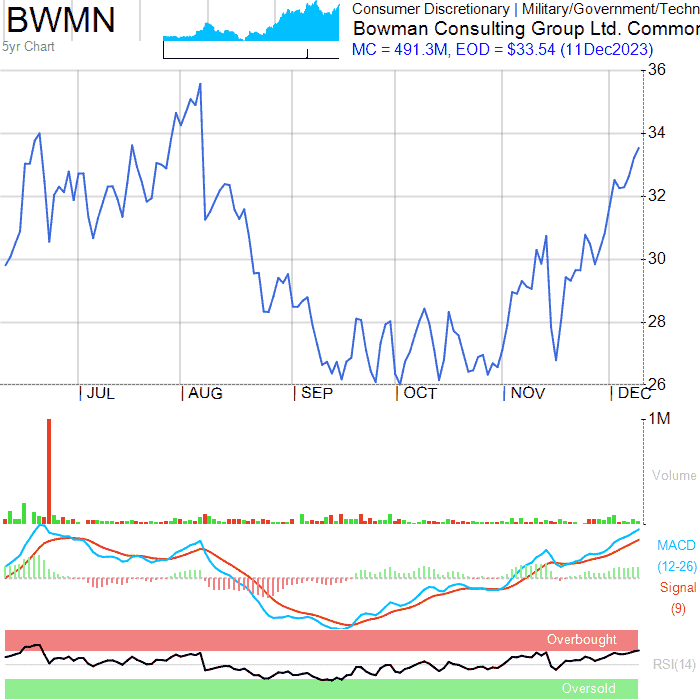 BWMN
5yr Chart
Consumer Discretionary | Military/Government/Techn
Bowman Consulting Group Ltd. Common
MC = 491.3M, EOD = $33.54 (11Dec2023)
36
34
32
30
28
26
| JUL | AUG | SEP | OCT | NOV | DEC
1M
Volume
MACD
(12-26)
Signal
(9)
Overbought
RSI(14)
Oversold